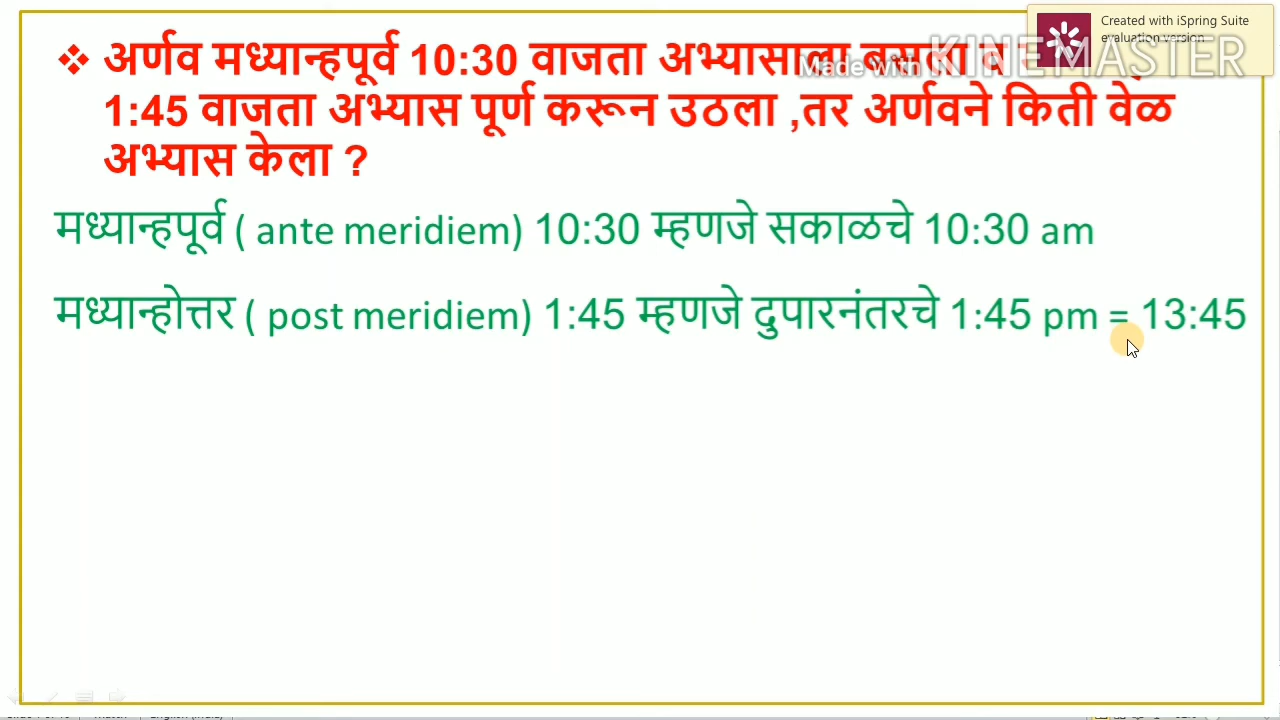 ❖ अर्णव मध्यान्हपूर्व 10:30 वाजता अभ्यासाला बसला व
1:45 वाजता अभ्यास पूर्ण करून उठला ,तर अर्णवने किती वेळ
अभ्यास केला ?
मध्यान्हपूर्व ( ante meridiem) 10:30 म्हणजे सकाळचे 10:30 am
मध्यान्होत्तर ( post meridiem) 1:45 म्हणजे दुपारनंतरचे 1:45 pm = 13:45
Created with iSpring Suite
evaluation version
Made with KINEMASTER